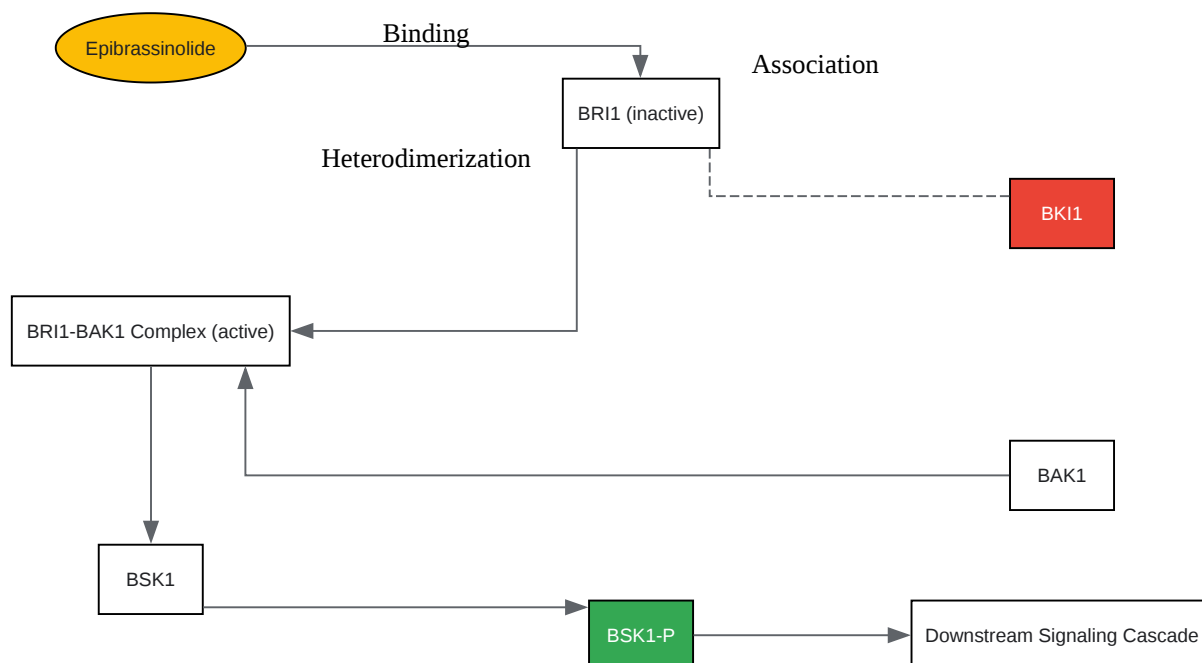 Binding
Epibrassinolide
Association
BRI1 (inactive)
Heterodimerization
BKI1
BRI1-BAK1 Complex (active)
BAK1
BSK1
BSK1-P
Downstream Signaling Cascade